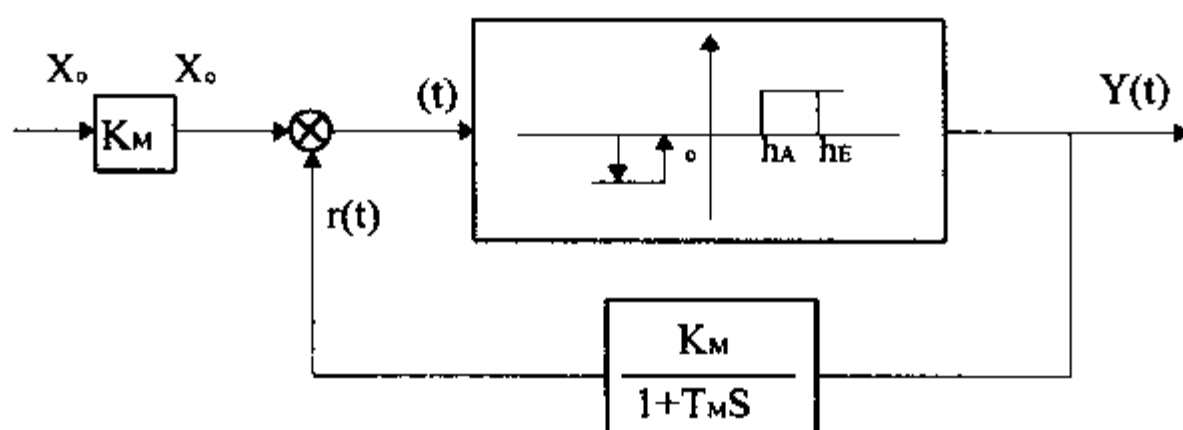 X₀
X₀
KM
(t)
Y(t)
o
hA
hE
r(t)
KM
1+TMS